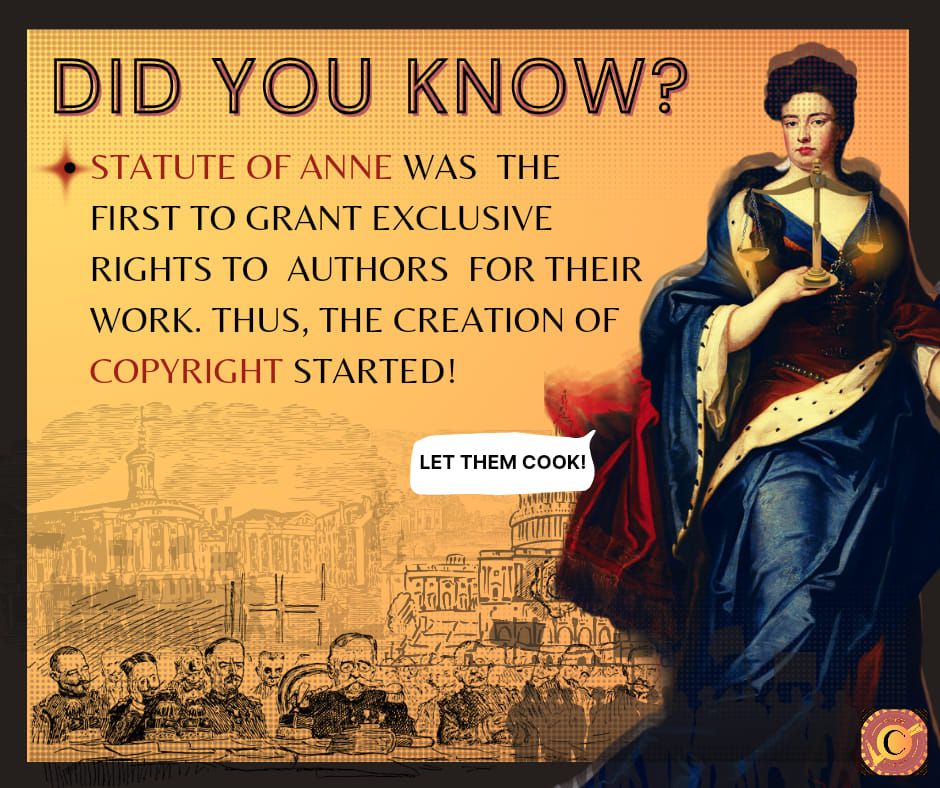 DID YOU KNOW?
STATUTE OF ANNE WAS THE
FIRST TO GRANT EXCLUSIVE
RIGHTS TO AUTHORS FOR THEIR
WORK. THUS, THE CREATION OF
COPYRIGHT STARTED!
LET THEM COOK!
C